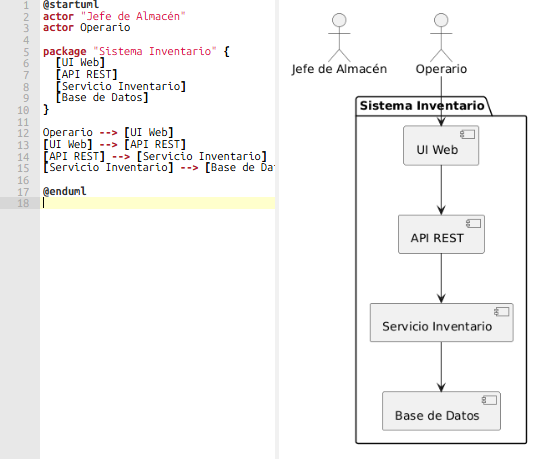 1 @startuml
2 actor "Jefe de Almacén"
3 actor Operario
4
5 package "Sistema Inventario" {
6 [UI Web]
7 [API REST]
8 [Servicio Inventario]
9 [Base de Datos]
10 }
11
12 Operario --> [UI Web]
13 [UI Web] --> [API REST]
14 [API REST] --> [Servicio Inventario]
15 [Servicio Inventario] --> [Base de Da
16
17 @enduml
18
Jefe de Almacén
Operario
Sistema Inventario
UI Web
API REST
Servicio Inventario
Base de Datos